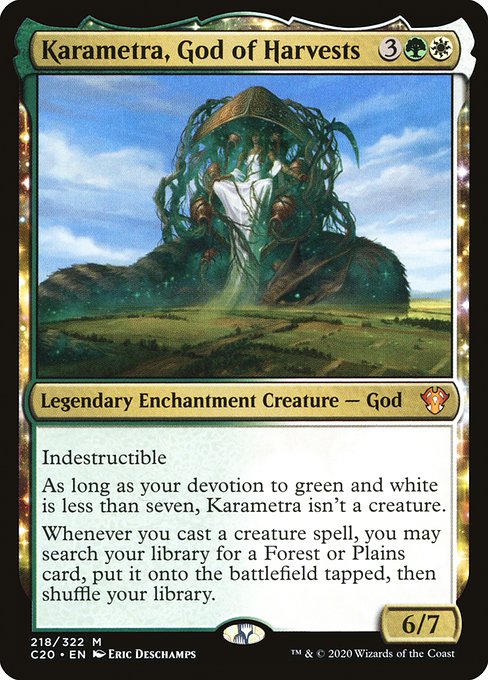 Karametra, God of Harvests 3
Legendary Enchantment Creature — God
Indestructible
As long as your devotion to green and white
is less than seven, Karametra isn't a creature.
Whenever you cast a creature spell, you may
search your library for a Forest or Plains
card, put it onto the battlefield tapped, then
shuffle your library.
6/7
218/322 M
C20 • EN Eric Deschamps
™ & © 2020 Wizards of the Coast